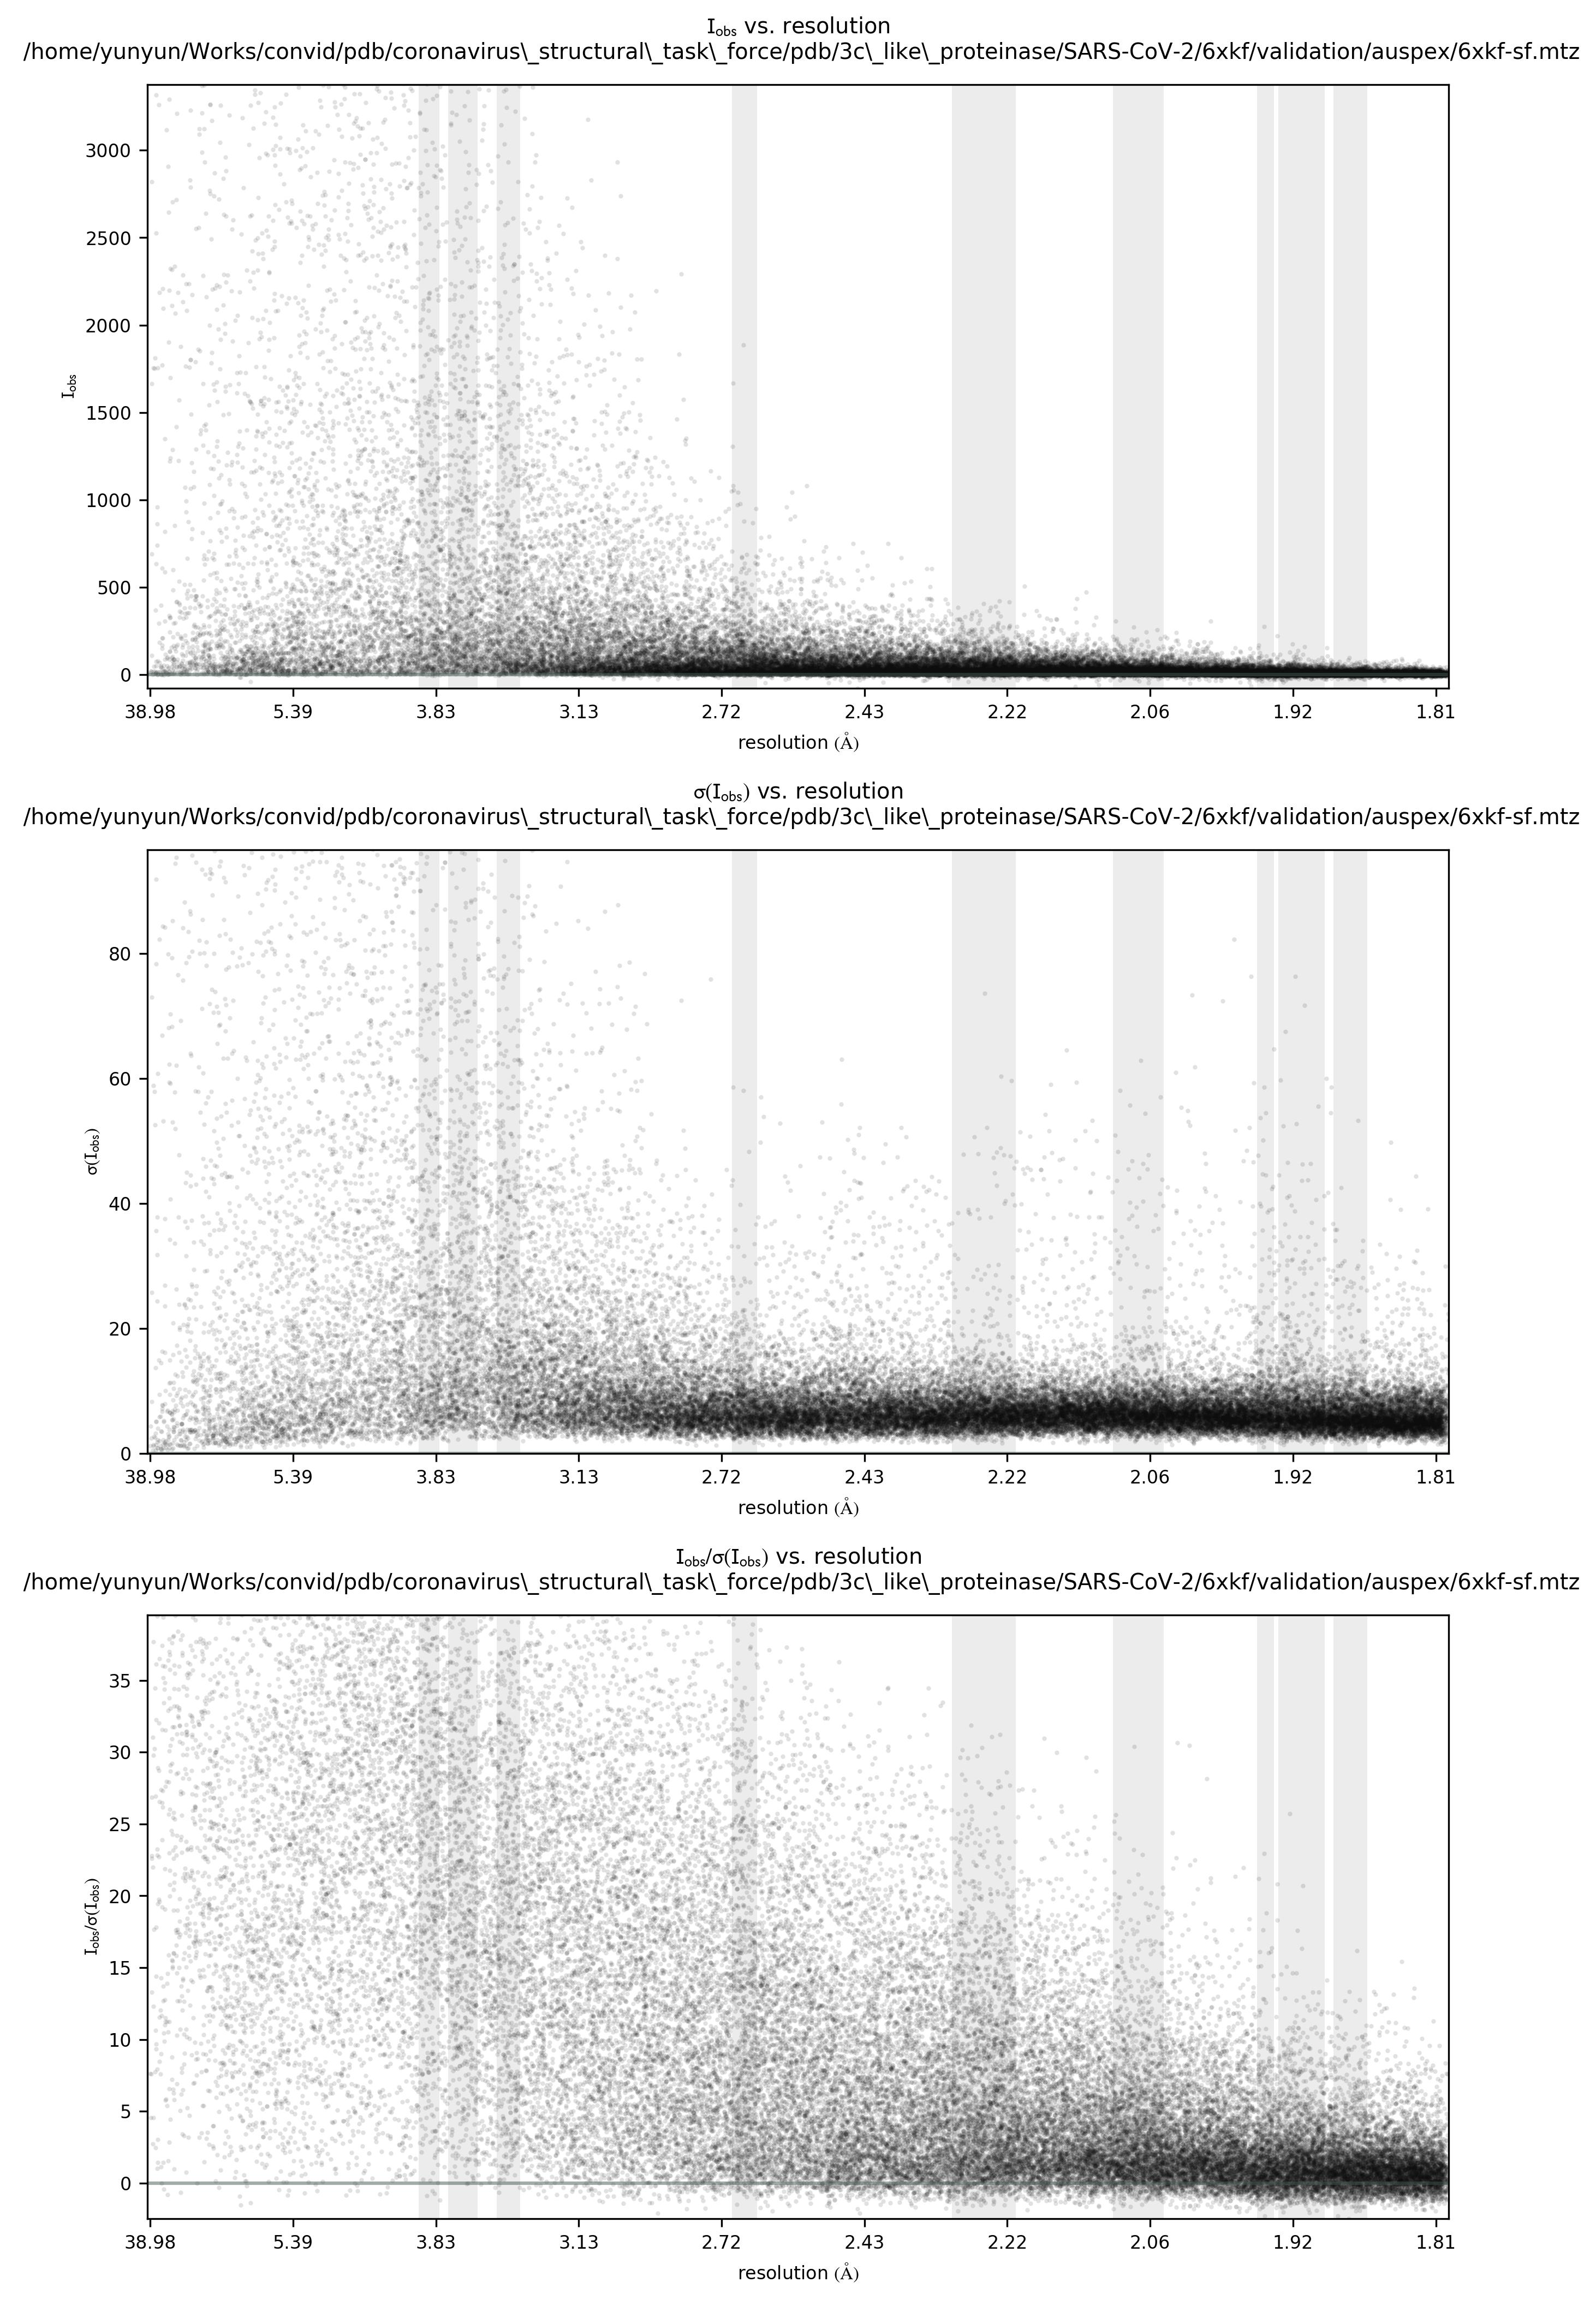 Iobs vs. resolution
/home/yunyun/Works/convid/pdb/coronavirus\_structural\_task\_force/pdb/3c\_like\_proteinase/SARS-CoV-2/6xkf/validation/auspex/6xkf-sf.mtz
3000
2500
2000
1500
1000
500
0
Iobs
38.98 5.39 3.83 3.13 2.72 2.43 2.22 2.06 1.92 1.81
resolution (Å)
σ(Iobs) vs. resolution
/home/yunyun/Works/convid/pdb/coronavirus\_structural\_task\_force/pdb/3c\_like\_proteinase/SARS-CoV-2/6xkf/validation/auspex/6xkf-sf.mtz
80
60
40
20
0
σ(Iobs)
38.98 5.39 3.83 3.13 2.72 2.43 2.22 2.06 1.92 1.81
resolution (Å)
Iobs/σ(Iobs) vs. resolution
/home/yunyun/Works/convid/pdb/coronavirus\_structural\_task\_force/pdb/3c\_like\_proteinase/SARS-CoV-2/6xkf/validation/auspex/6xkf-sf.mtz
35
30
25
20
15
10
5
0
Iobs/σ(Iobs)
38.98 5.39 3.83 3.13 2.72 2.43 2.22 2.06 1.92 1.81
resolution (Å)